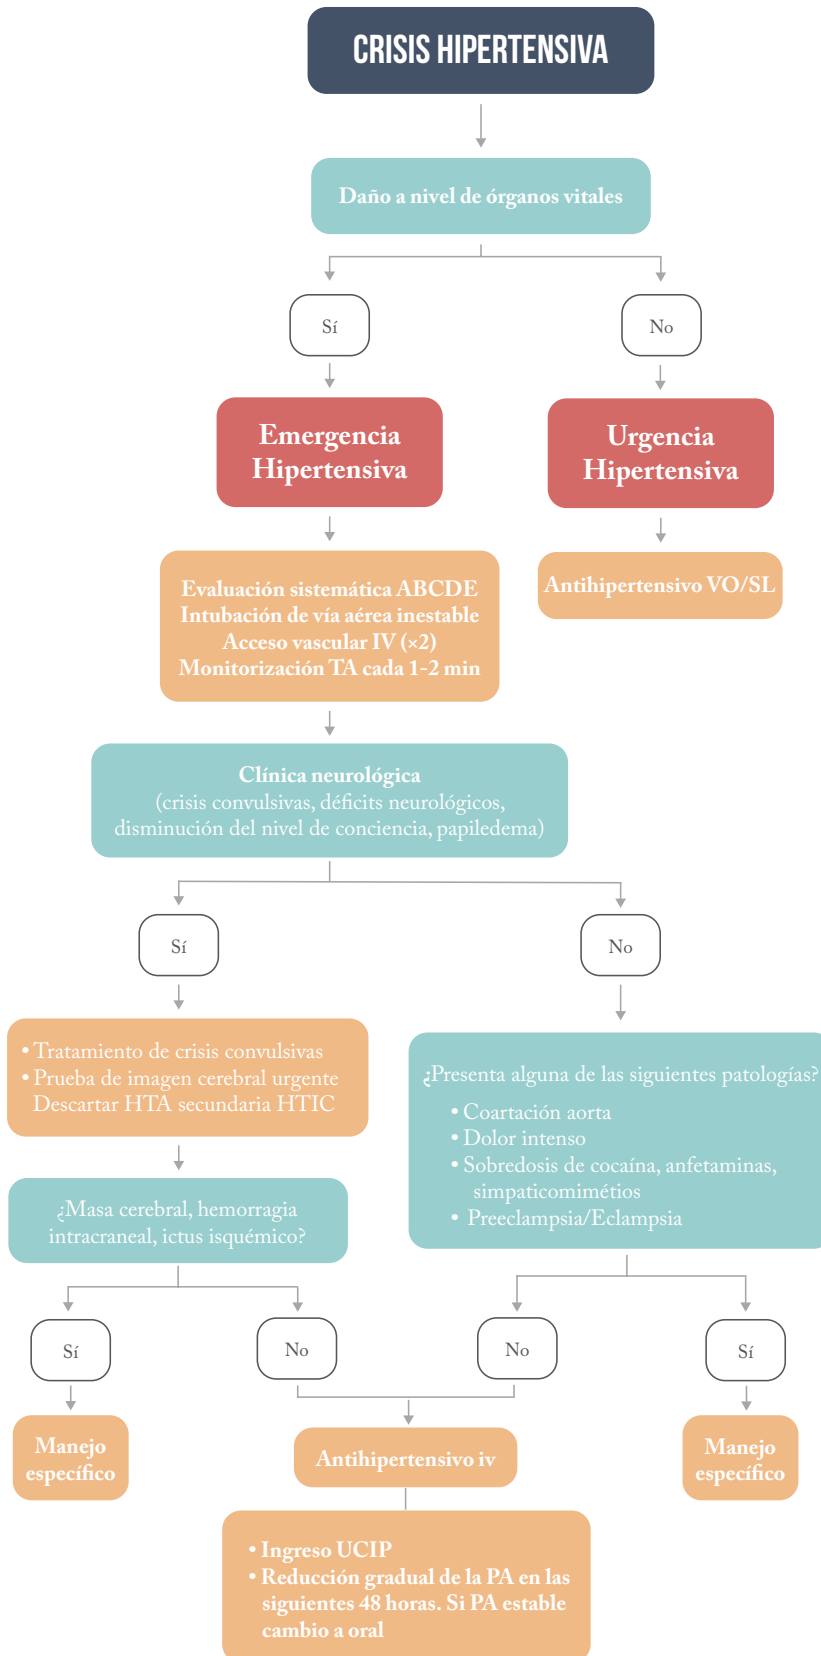 CRISIS HIPERTENSIVA
Daño a nivel de órganos vitales
Sí
No
Emergencia
Hipertensiva
Urgencia
Hipertensiva
Evaluación sistemática ABCDE
Intubación de vía aérea inestable
Acceso vascular IV (×2)
Monitorización TA cada 1-2 min
Antihipertensivo VO/SL
Clínica neurológica
(crisis convulsivas, déficits neurológicos,
disminución del nivel de conciencia, papiledema)
Sí
No
• Tratamiento de crisis convulsivas
• Prueba de imagen cerebral urgente
Descartar HTA secundaria HTIC
¿Presenta alguna de las siguientes patologías?
• Coartación aorta
• Dolor intenso
• Sobredosis de cocaína, anfetaminas,
simpaticomimétios
• Preeclampsia/Eclampsia
¿Masa cerebral, hemorragia
intracraneal, ictus isquémico?
Sí
No
No
Sí
Manejo
específico
Antihipertensivo iv
Manejo
específico
• Ingreso UCIP
• Reducción gradual de la PA en las
siguientes 48 horas. Si PA estable
cambio a oral